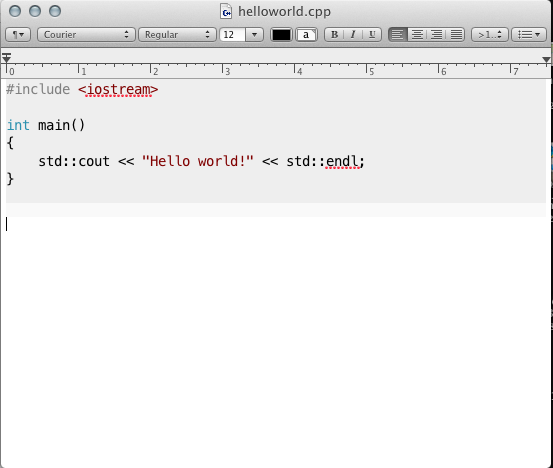 helloworld.cpp
¶ Courier Regular 12 a B I U >1..
0 1 2 3 4 5 6 7
#include <iostream>
int main()
{
std::cout << "Hello world!" << std::endl;
}